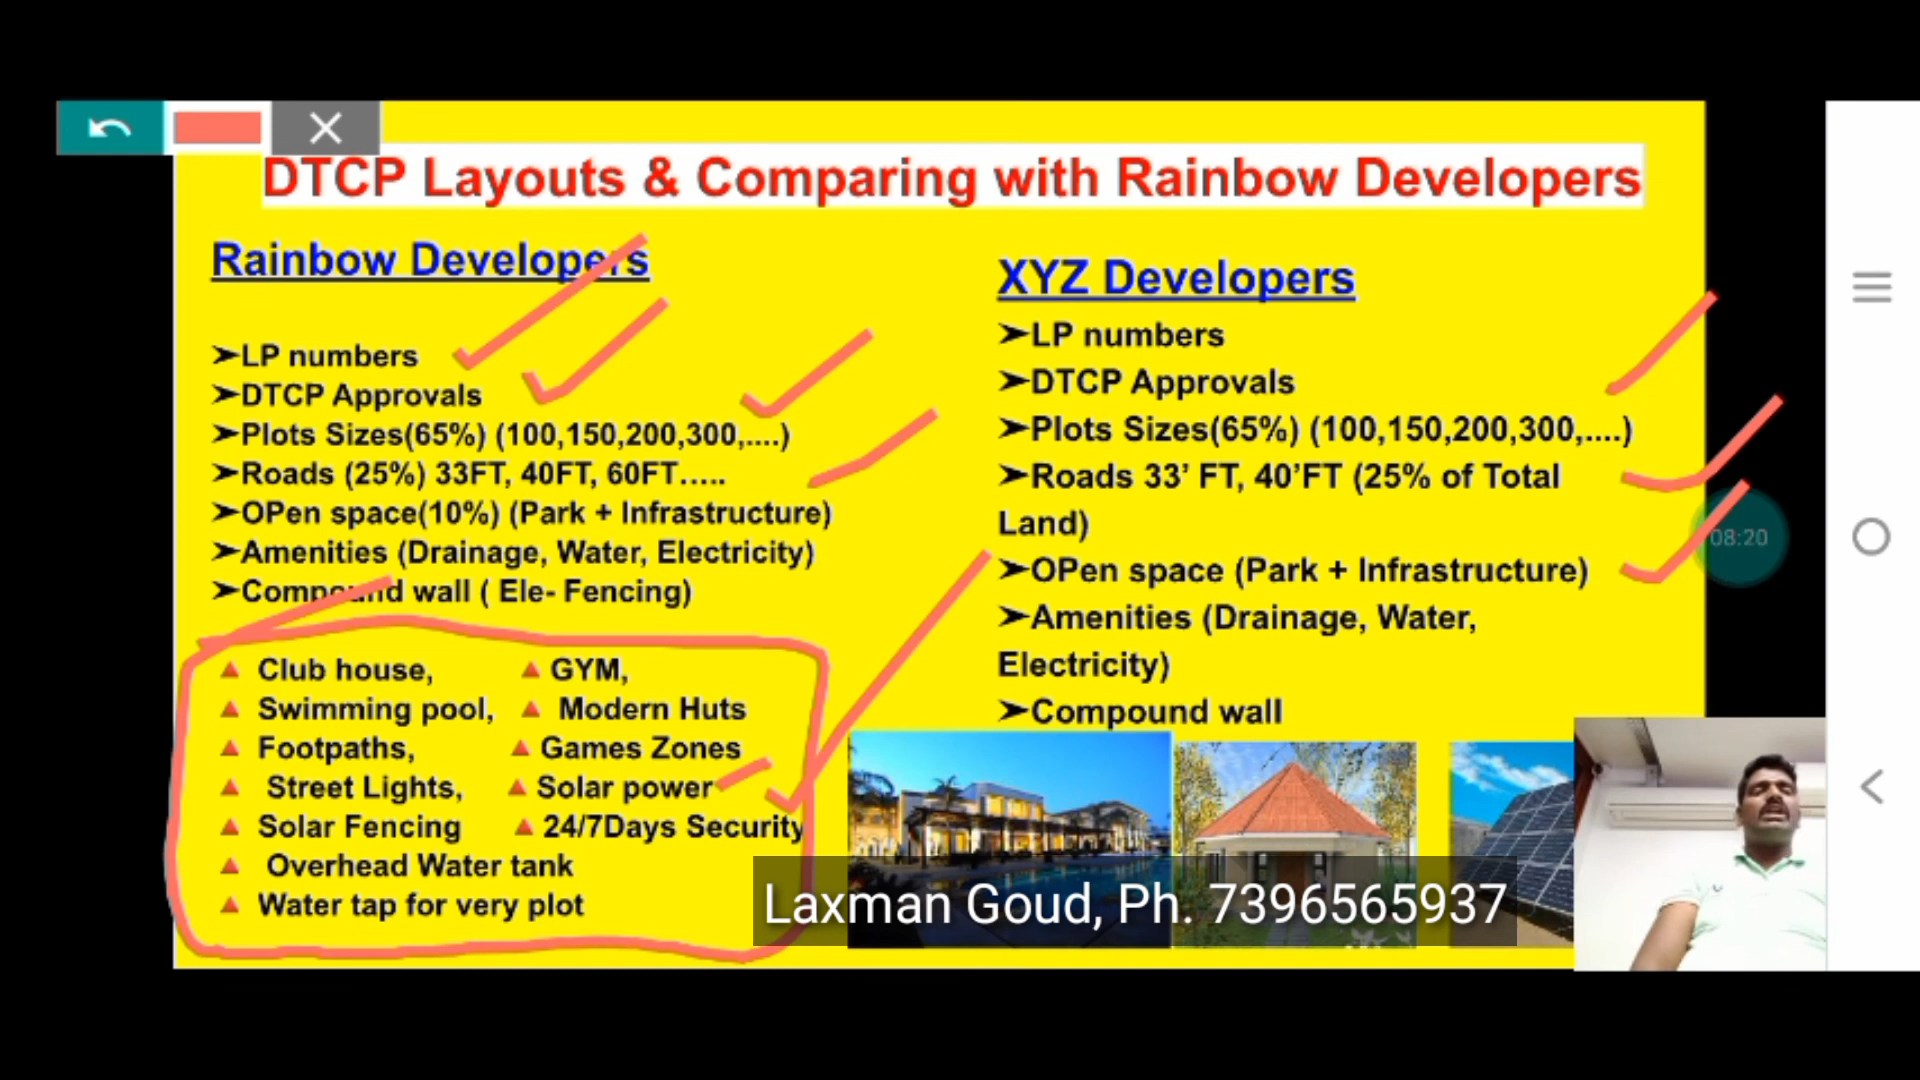 DTCP Layouts & Comparing with Rainbow Developers
Rainbow Developers
➤LP numbers
➤DTCP Approvals
➤Plots Sizes(65%) (100,150,200,300,....)
➤Roads (25%) 33FT, 40FT, 60FT.....
➤OPen space(10%) (Park + Infrastructure)
➤Amenities (Drainage, Water, Electricity)
➤Compound wall ( Ele- Fencing)
Club house,
GYM,
Swimming pool,
Modern Huts
Footpaths,
Games Zones
Street Lights,
Solar power
Solar Fencing
24/7Days Security
Overhead Water tank
Water tap for very plot
XYZ Developers
➤LP numbers
➤DTCP Approvals
➤Plots Sizes(65%) (100,150,200,300,....)
➤Roads 33’ FT, 40’FT (25% of Total
Land)
➤OPen space (Park + Infrastructure)
➤Amenities (Drainage, Water,
Electricity)
➤Compound wall
08:20
Laxman Goud, Ph. 7396565937